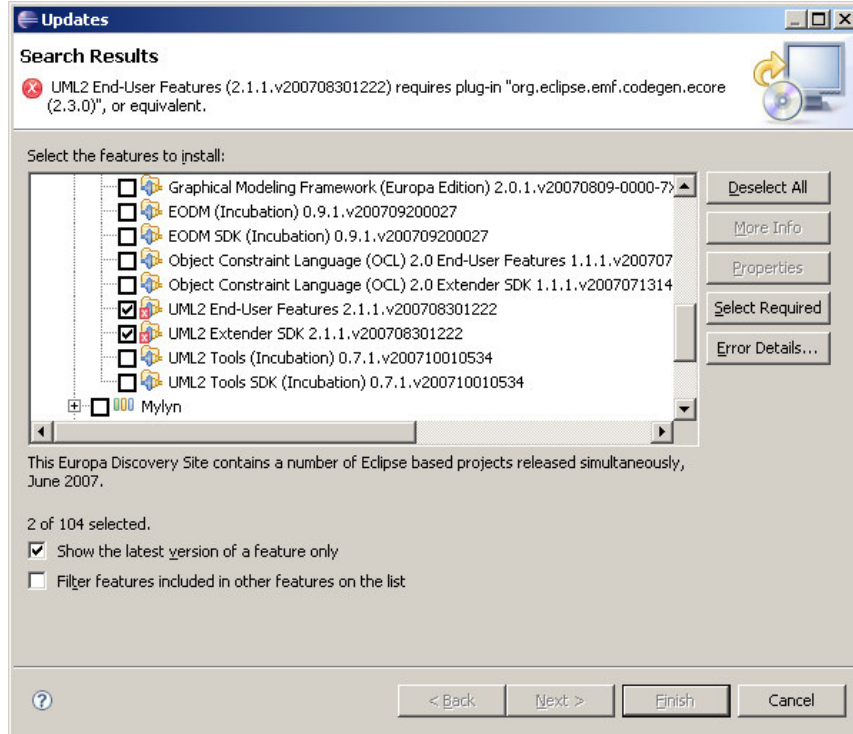 Updates
Search Results
UML2 End-User Features (2.1.1.v200708301222) requires plug-in "org.eclipse.emf.codegen.ecore
(2.3.0)", or equivalent.
Select the features to install:
Graphical Modeling Framework (Europa Edition) 2.0.1.v20070809-0000-7X
EODM (Incubation) 0.9.1.v200709200027
EODM SDK (Incubation) 0.9.1.v200709200027
Object Constraint Language (OCL) 2.0 End-User Features 1.1.1.v200707
Object Constraint Language (OCL) 2.0 Extender SDK 1.1.1.v2007071314
UML2 End-User Features 2.1.1.v200708301222
UML2 Extender SDK 2.1.1.v200708301222
UML2 Tools (Incubation) 0.7.1.v200710010534
UML2 Tools SDK (Incubation) 0.7.1.v200710010534
Mylyn
Deselect All
More Info
Properties
Select Required
Error Details...
This Europa Discovery Site contains a number of Eclipse based projects released simultaneously,
June 2007.
2 of 104 selected.
Show the latest version of a feature only
Filter features included in other features on the list
?
< Back
Next >
Finish
Cancel